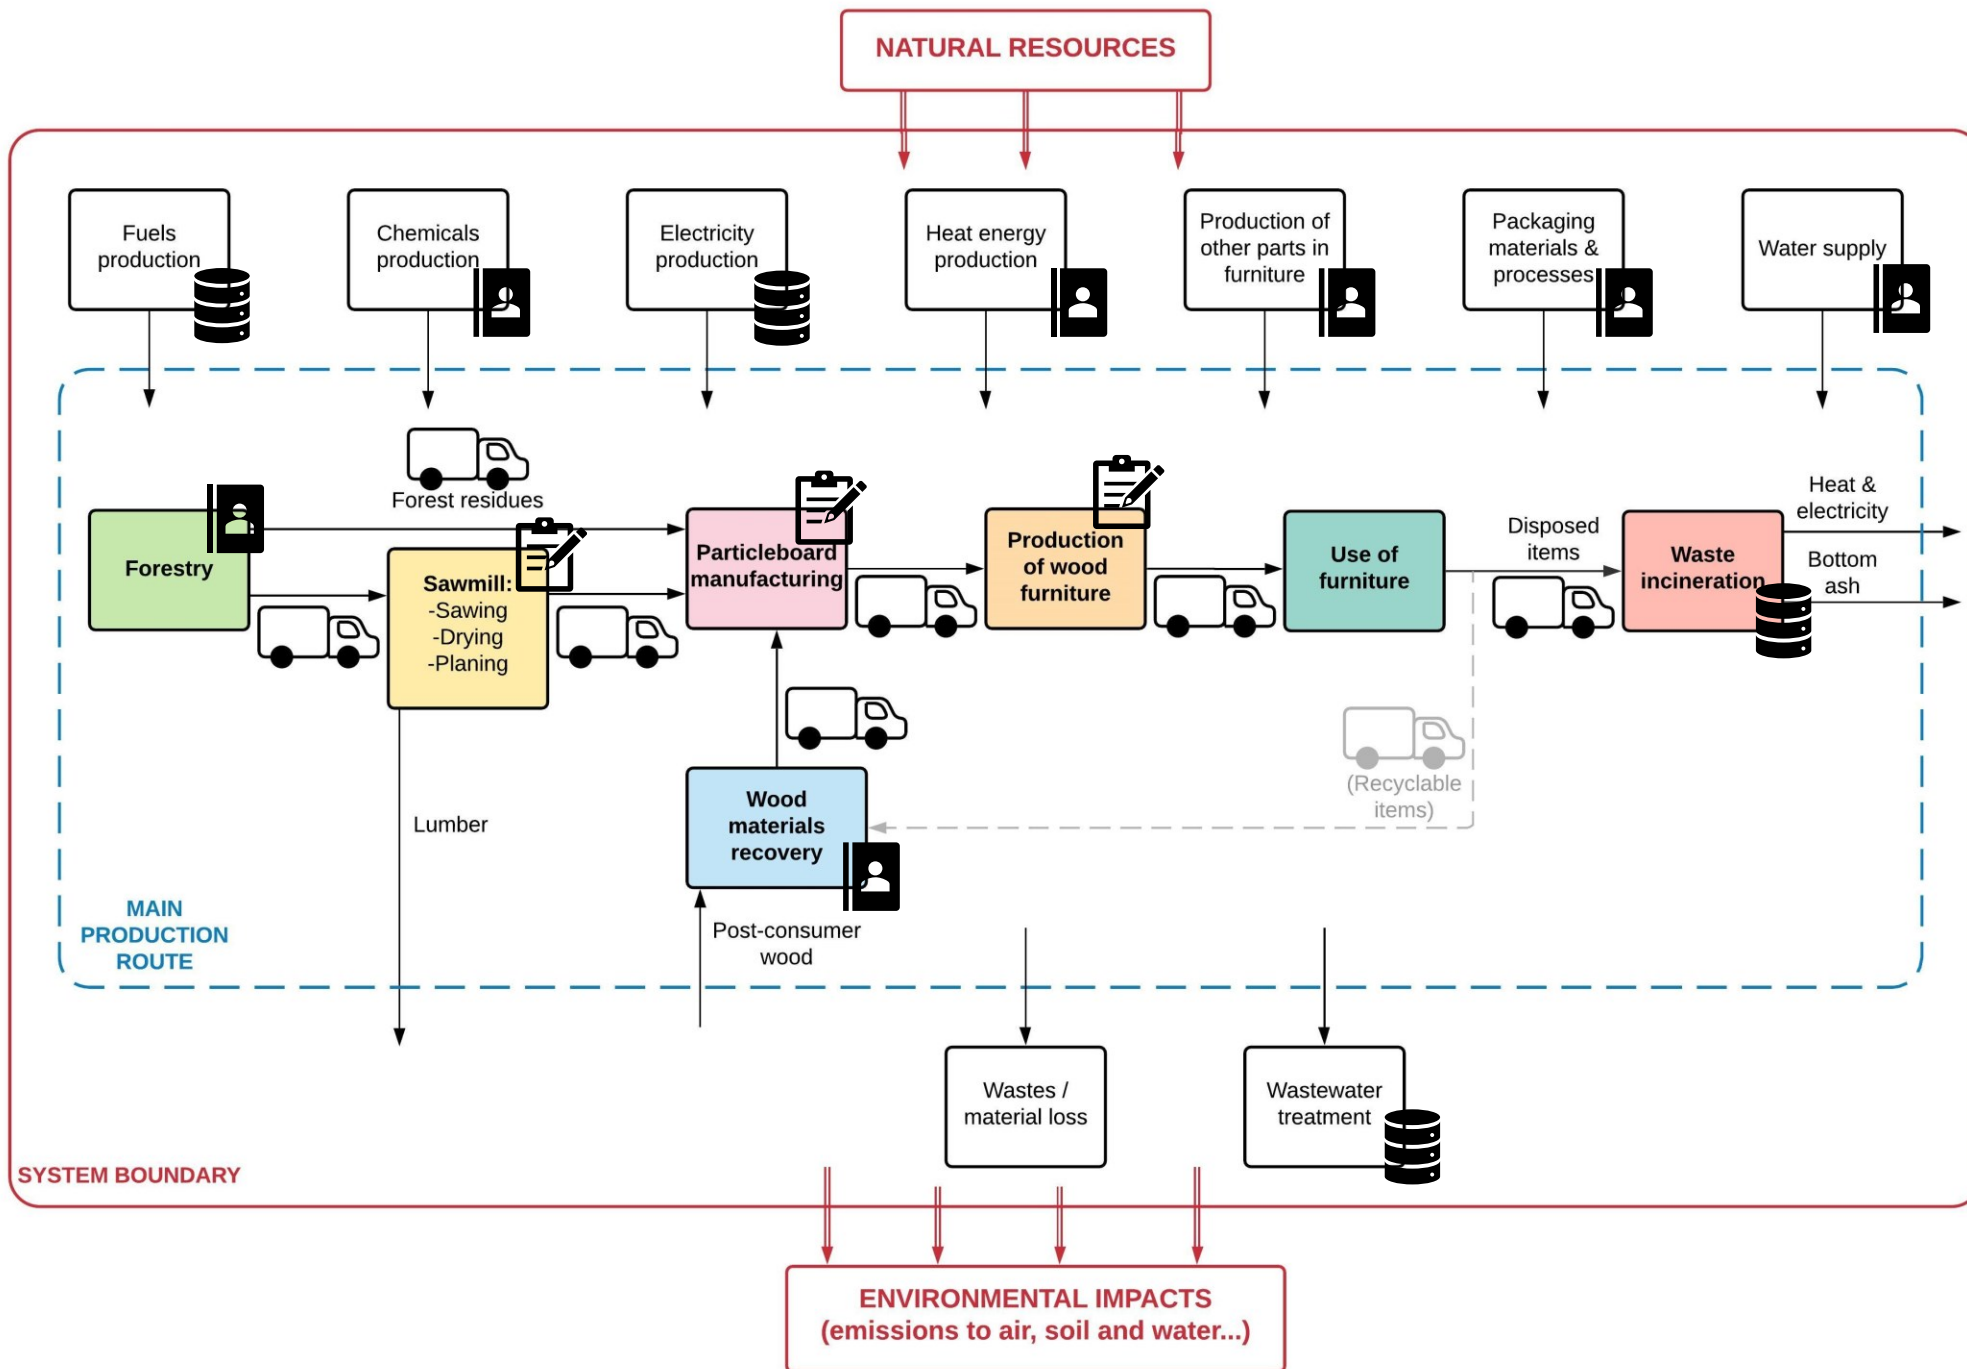 NATURAL RESOURCES
Fuels
production
Chemicals
production
Electricity
production
Heat energy
production
Production of
other parts in
furniture
Packaging
materials &
processes
Water supply
Forest residues
Forestry
Sawmill:
-Sawing
-Drying
-Planing
Particleboard
manufacturing
Production
of wood
furniture
Use of
furniture
Disposed
items
Waste
incineration
Heat &
electricity
Bottom
ash
(Recyclable
items)
Wood
materials
recovery
Lumber
Post-consumer
wood
MAIN
PRODUCTION
ROUTE
Wastes /
material loss
Wastewater
treatment
SYSTEM BOUNDARY
ENVIRONMENTAL IMPACTS
(emissions to air, soil and water...)